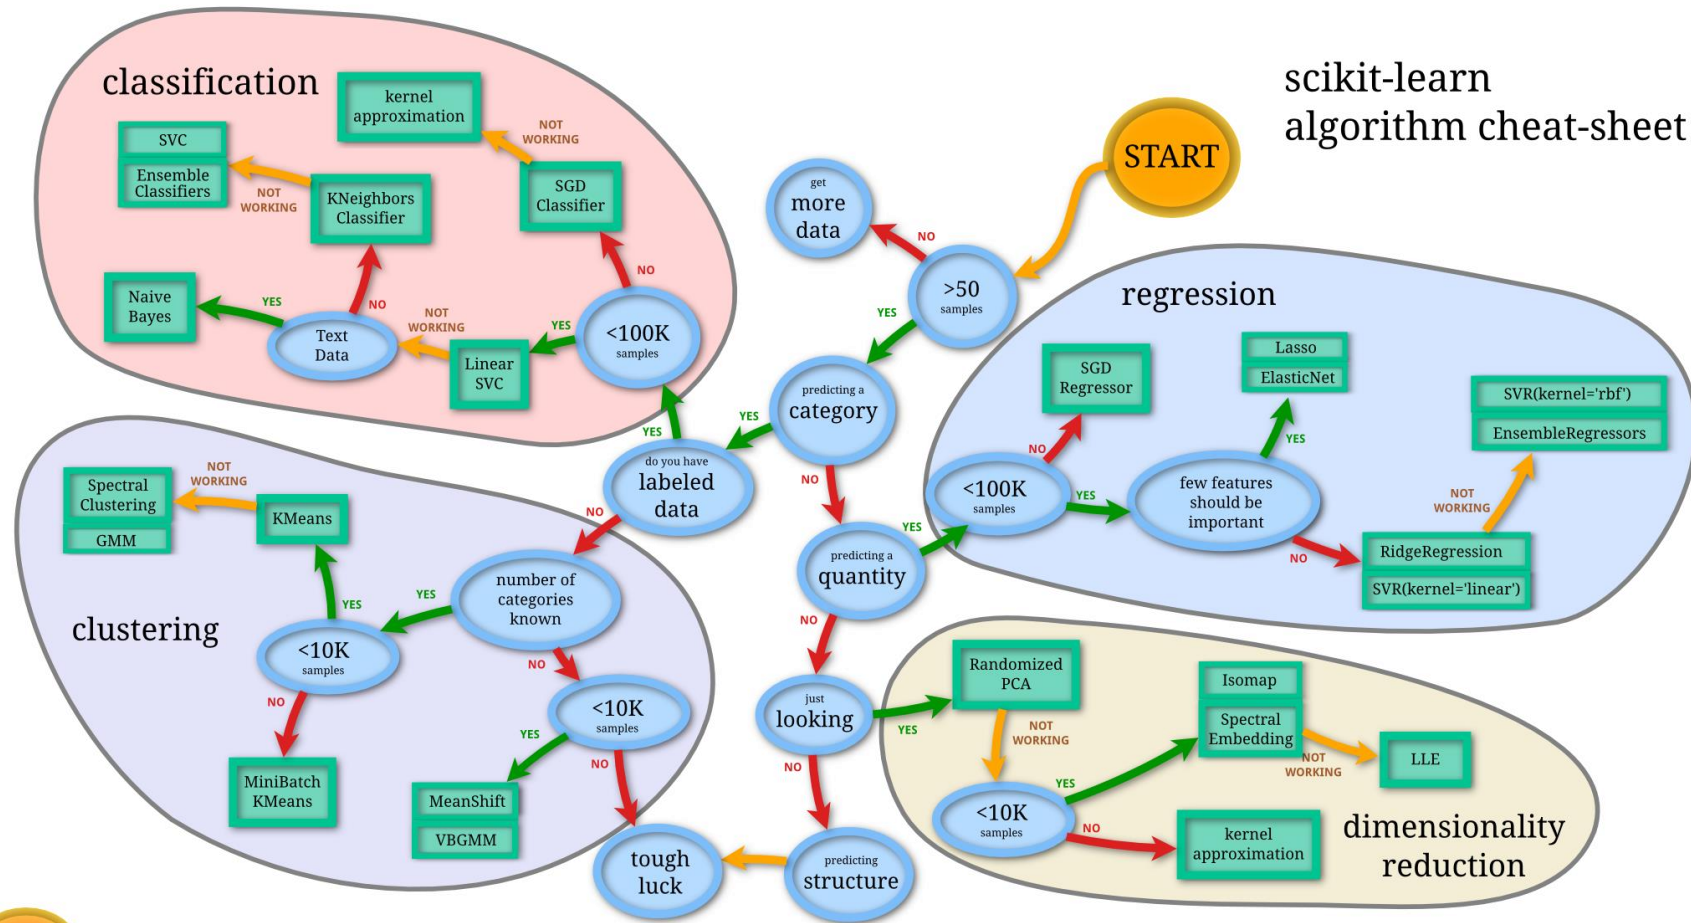 scikit-learn
algorithm cheat-sheet
START
>50
samples
NO
get
more
data
YES
predicting a
category
YES
do you have
labeled
data
YES
<100K
samples
NO
SGD
Classifier
NOT
WORKING
kernel
approximation
YES
Linear
SVC
NOT
WORKING
Text
Data
YES
Naive
Bayes
NO
KNeighbors
Classifier
NOT
WORKING
SVC
Ensemble
Classifiers
classification
NO
number of
categories
known
YES
<10K
samples
YES
KMeans
NOT
WORKING
Spectral
Clustering
GMM
NO
MiniBatch
KMeans
NO
<10K
samples
YES
MeanShift
VBGMM
NO
tough
luck
clustering
NO
predicting a
quantity
YES
<100K
samples
NO
SGD
Regressor
YES
few features
should be
important
YES
Lasso
ElasticNet
NO
RidgeRegression
SVR(kernel='linear')
NOT
WORKING
SVR(kernel='rbf')
EnsembleRegressors
regression
NO
just
looking
YES
Randomized
PCA
NOT
WORKING
<10K
samples
YES
Isomap
Spectral
Embedding
NOT
WORKING
LLE
NO
kernel
approximation
dimensionality
reduction
NO
predicting
structure